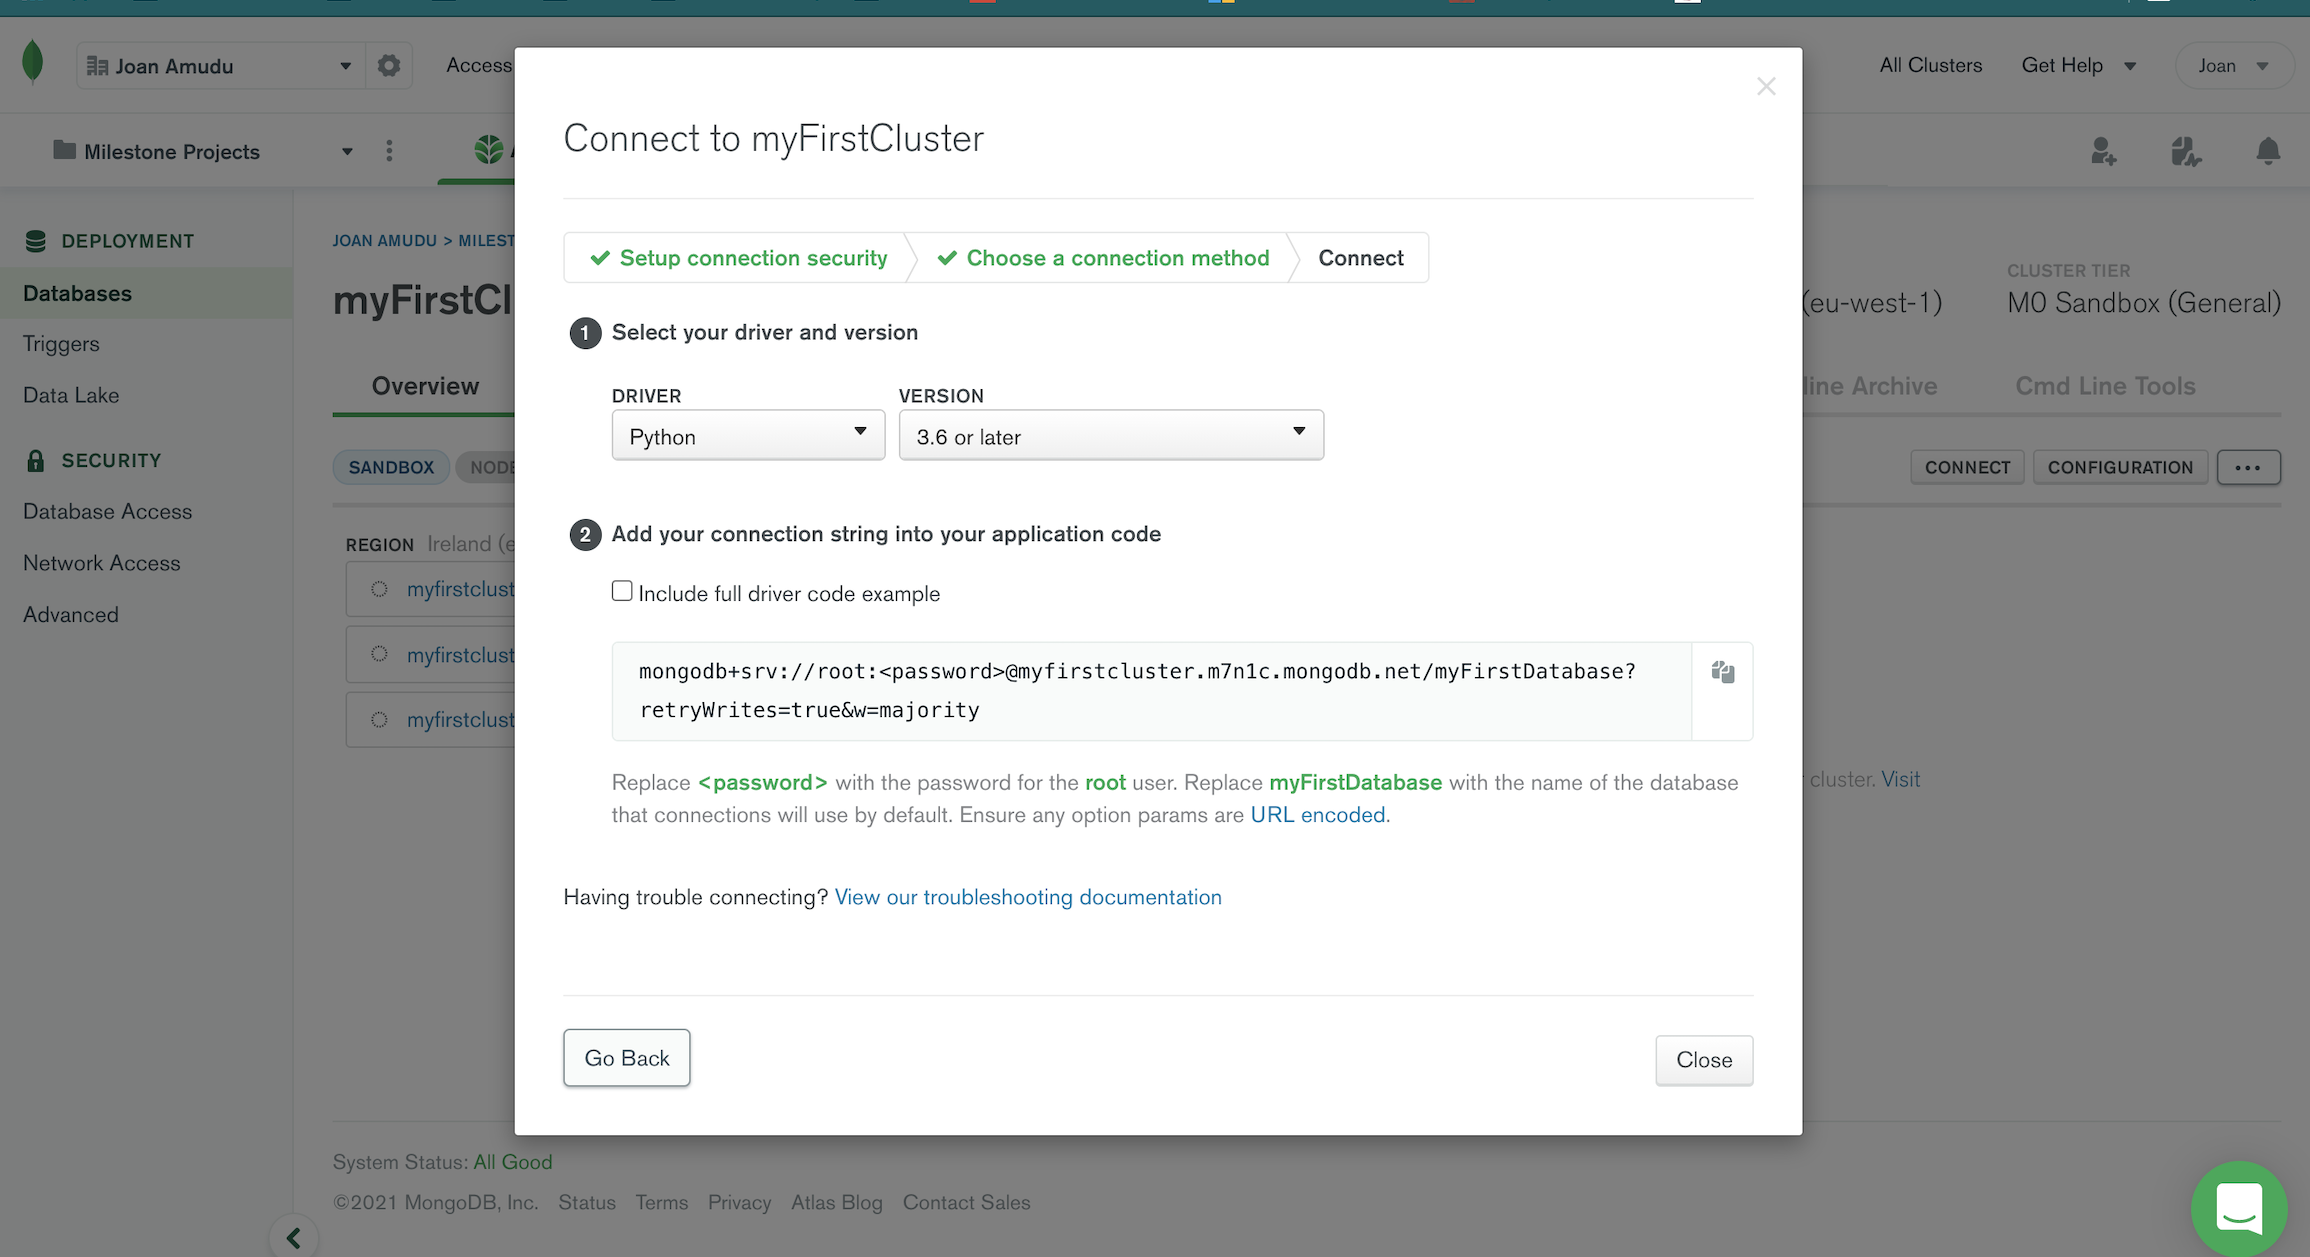 Joan Amudu
Access
All Clusters
Get Help
Joan
Milestone Projects
DEPLOYMENT
Databases
Triggers
Data Lake
SECURITY
Database Access
Network Access
Advanced
JOAN AMUDU > MILEST
myFirstCl
(eu-west-1)
CLUSTER TIER
M0 Sandbox (General)
Overview
line Archive
Cmd Line Tools
SANDBOX
NODE
CONNECT
CONFIGURATION
REGION Ireland (e
myfirstclust
myfirstclust
myfirstclust
cluster. Visit
Connect to myFirstCluster
Setup connection security
Choose a connection method
Connect
1 Select your driver and version
DRIVER
VERSION
Python
3.6 or later
2 Add your connection string into your application code
Include full driver code example
mongodb+srv://root:<password>@myfirstcluster.m7n1c.mongodb.net/myFirstDatabase?
retryWrites=true&w=majority
Replace <password> with the password for the root user. Replace myFirstDatabase with the name of the database
that connections will use by default. Ensure any option params are URL encoded.
Having trouble connecting? View our troubleshooting documentation
Go Back
Close
System Status: All Good
©2021 MongoDB, Inc. Status Terms Privacy Atlas Blog Contact Sales